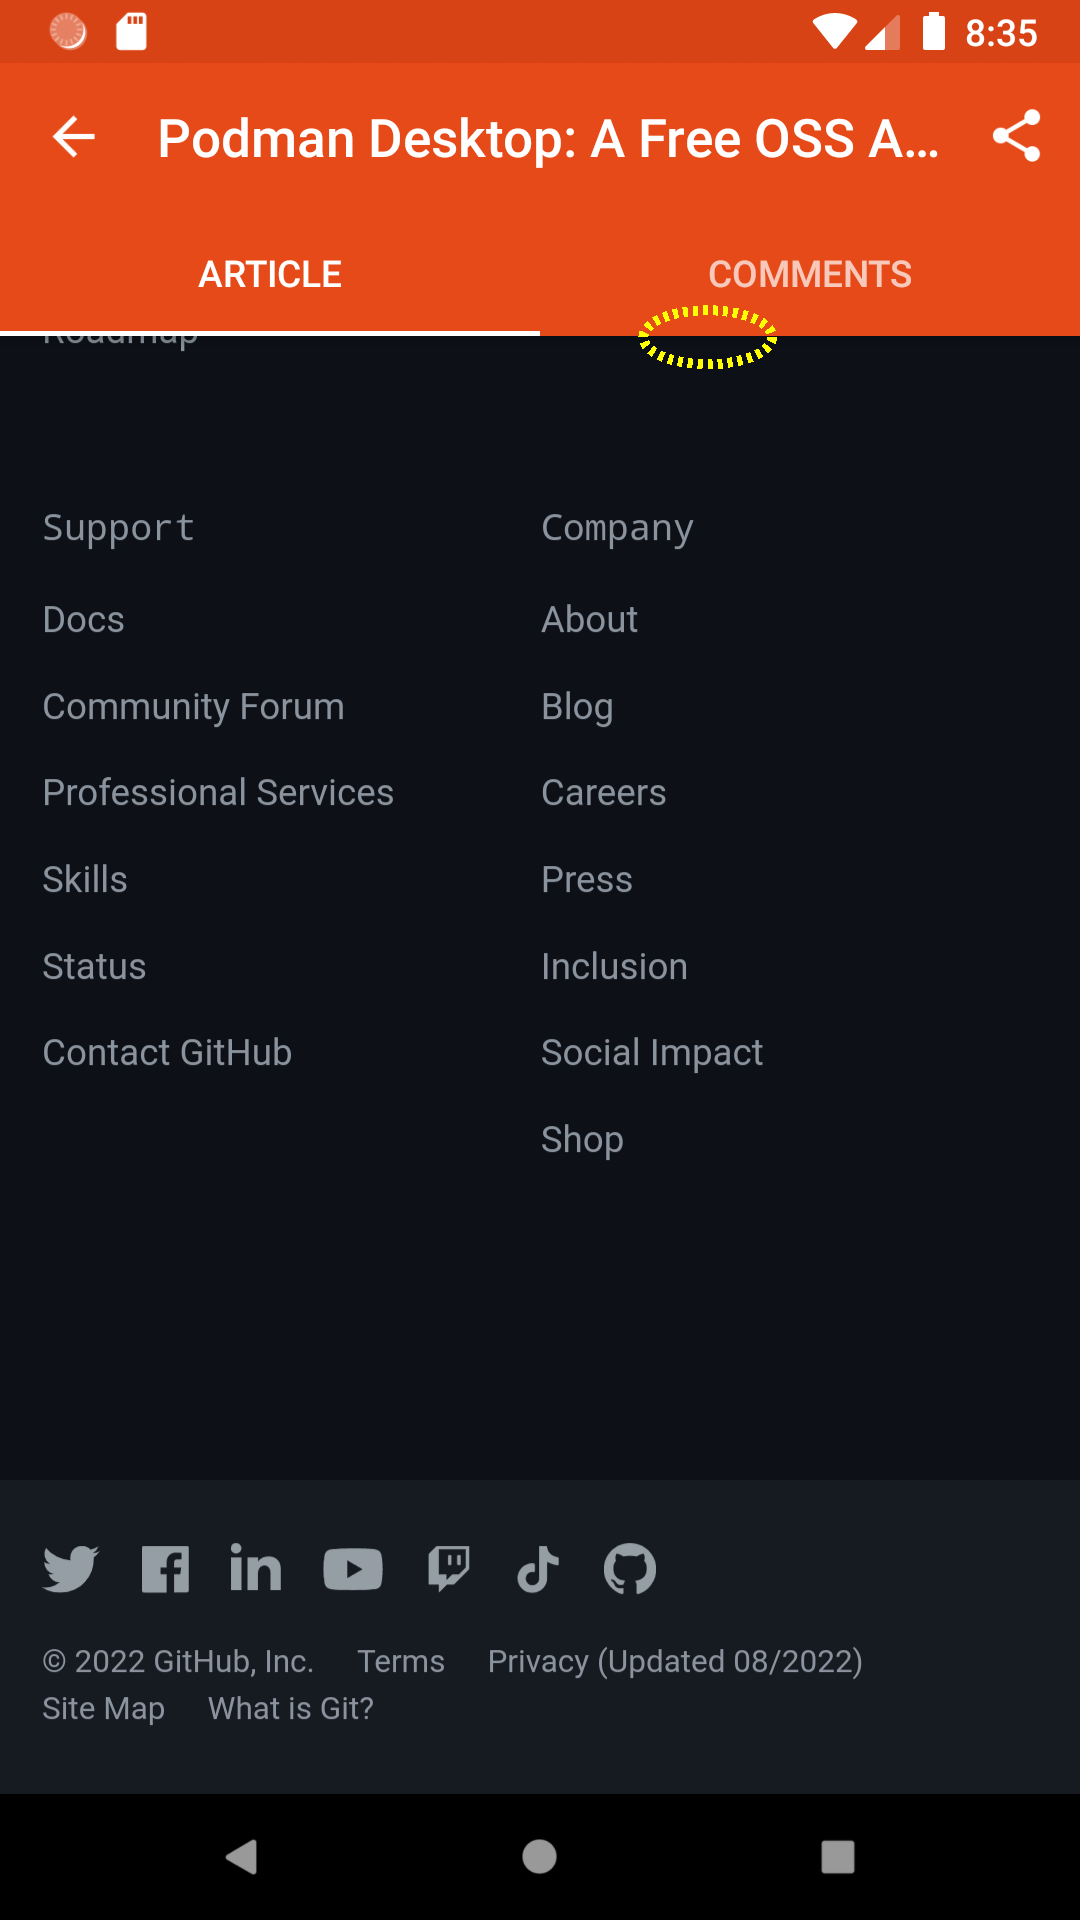 8:35
Podman Desktop: A Free OSS A...
ARTICLE
COMMENTS
Roadmap
Support
Company
Docs
About
Community Forum
Blog
Professional Services
Careers
Skills
Press
Status
Inclusion
Contact GitHub
Social Impact
Shop
© 2022 GitHub, Inc. Terms Privacy (Updated 08/2022)
Site Map What is Git?